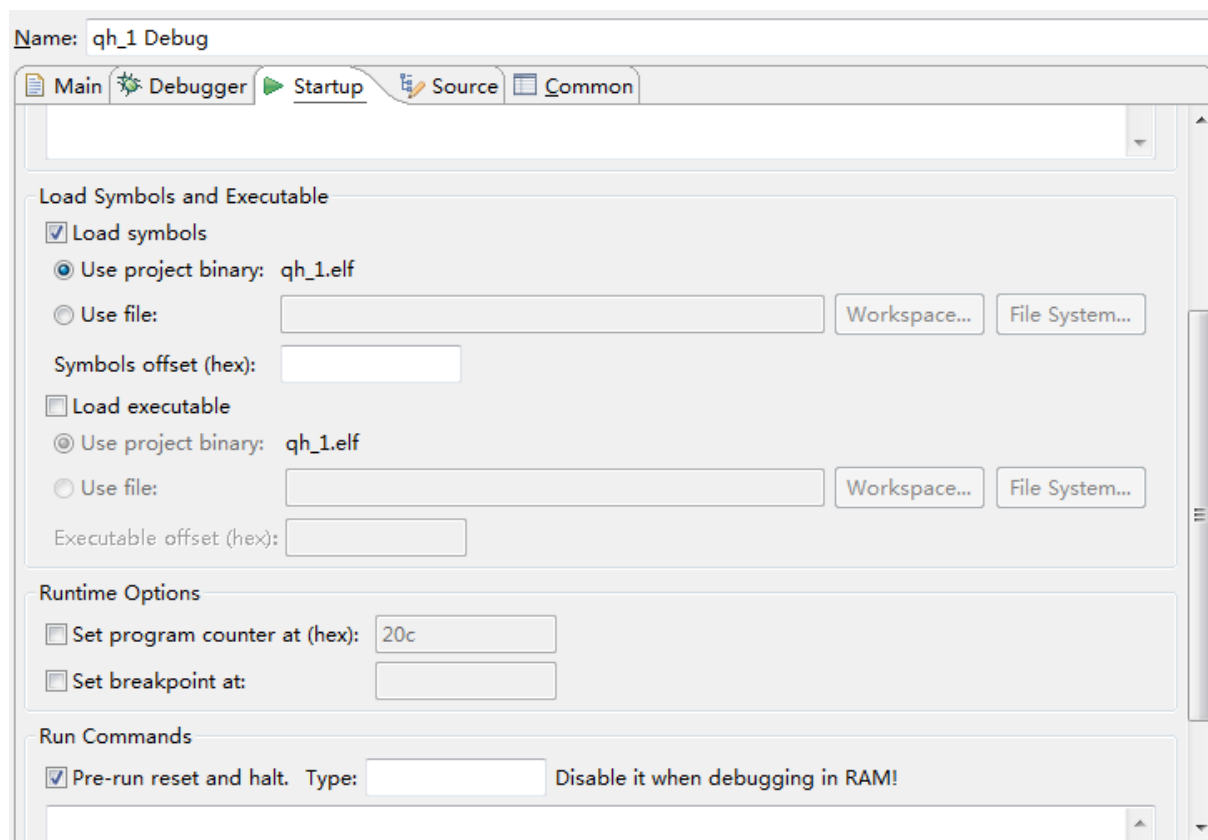 Name: qh_1 Debug
Main Debugger Startup Source Common
Load Symbols and Executable
Load symbols
Use project binary: qh_1.elf
Use file: Workspace... File System...
Symbols offset (hex):
Load executable
Use project binary: qh_1.elf
Use file: Workspace... File System...
Executable offset (hex):
Runtime Options
Set program counter at (hex): 20c
Set breakpoint at:
Run Commands
Pre-run reset and halt. Type: Disable it when debugging in RAM!